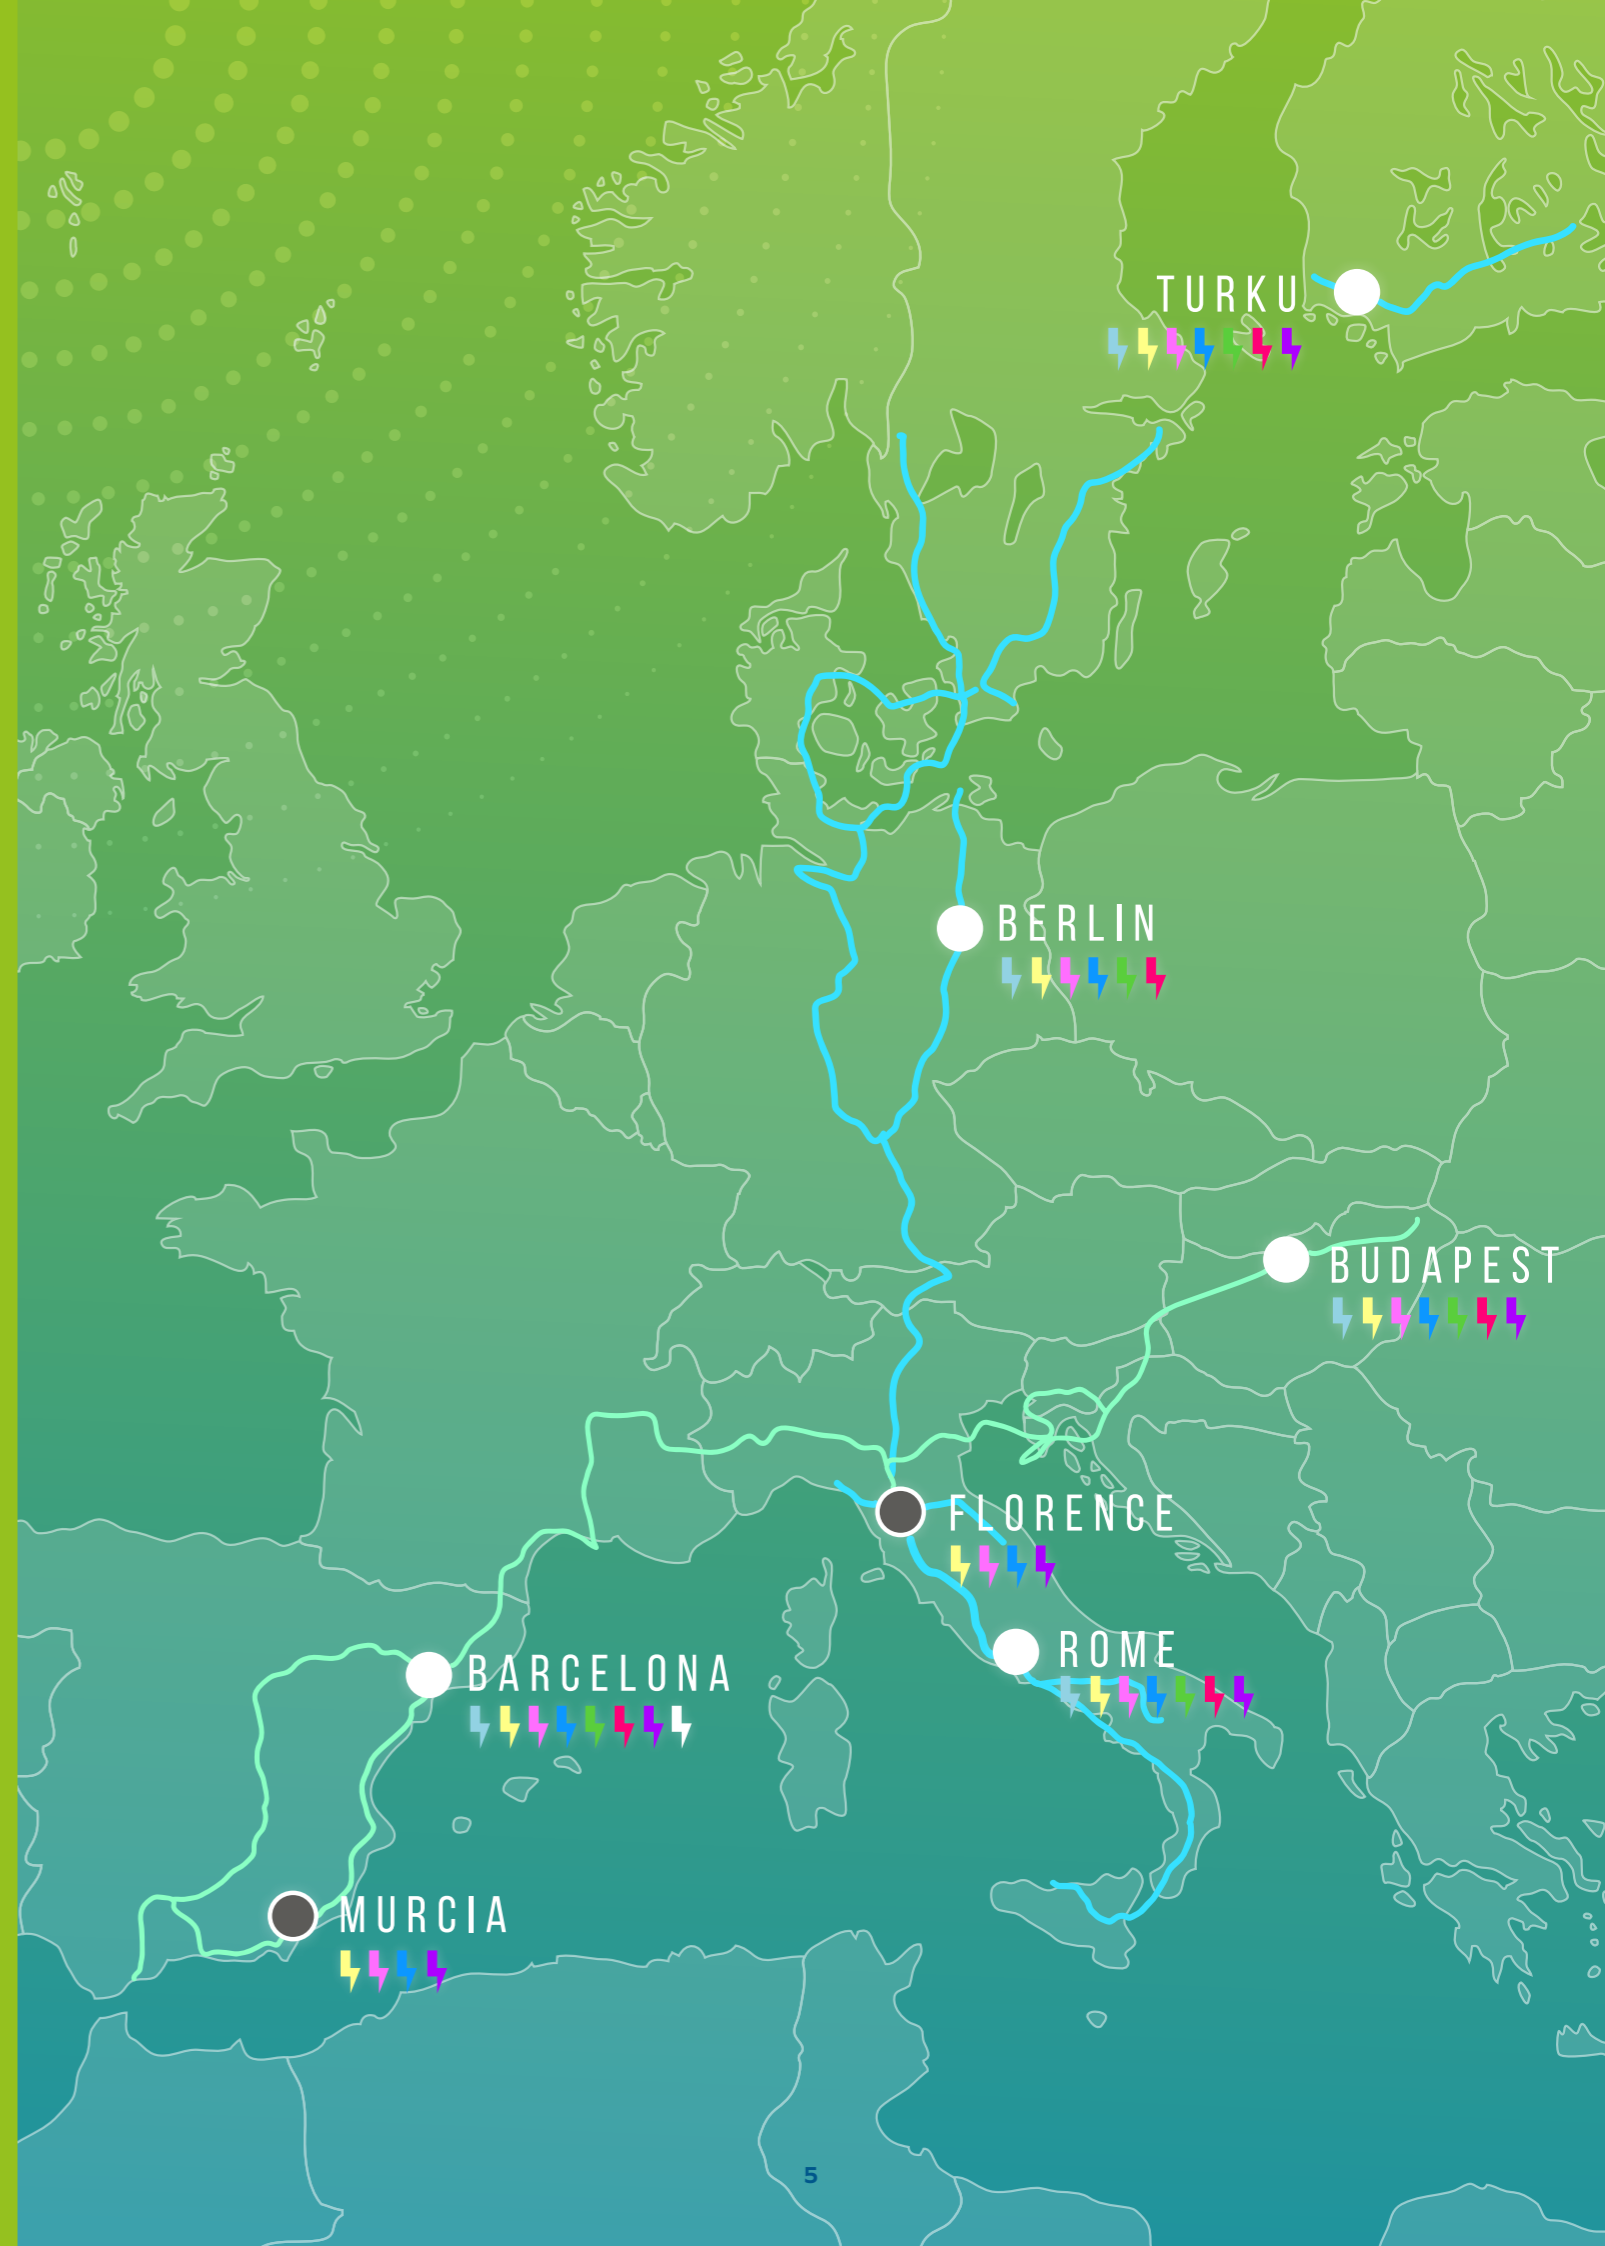 TURKU
BERLIN
BUDAPEST
FLORENCE
ROME
BARCELONA
MURCIA
5